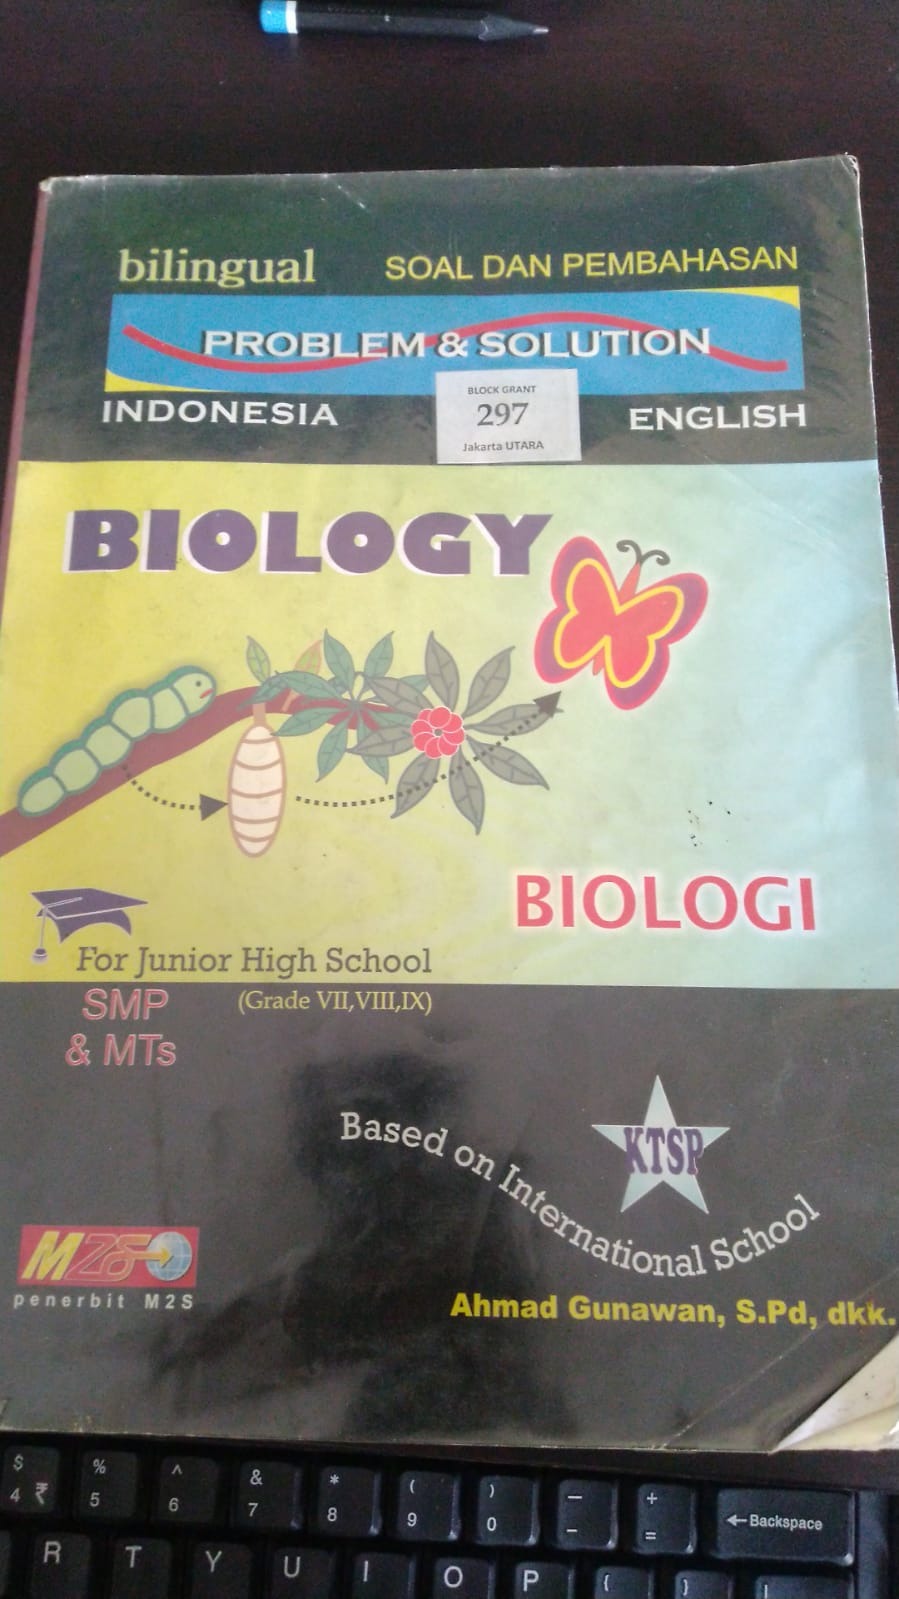 bilingual
SOAL DAN PEMBAHASAN
PROBLEM & SOLUTION
INDONESIA
ENGLISH
BLOCK GRANT
297
Jakarta UTARA
BIOLOGY
BIOLOGI
For Junior High School
SMP
(Grade VII,VIII,IX)
& MTs
Based on International School
KTSP
M2S
penerbit M2S
Ahmad Gunawan, S.Pd, dkk.
$ % ^ & * ( ) — +
4 ₹ 5 6 7 8 9 0 - = ←Backspace
R T Y U I O P { }